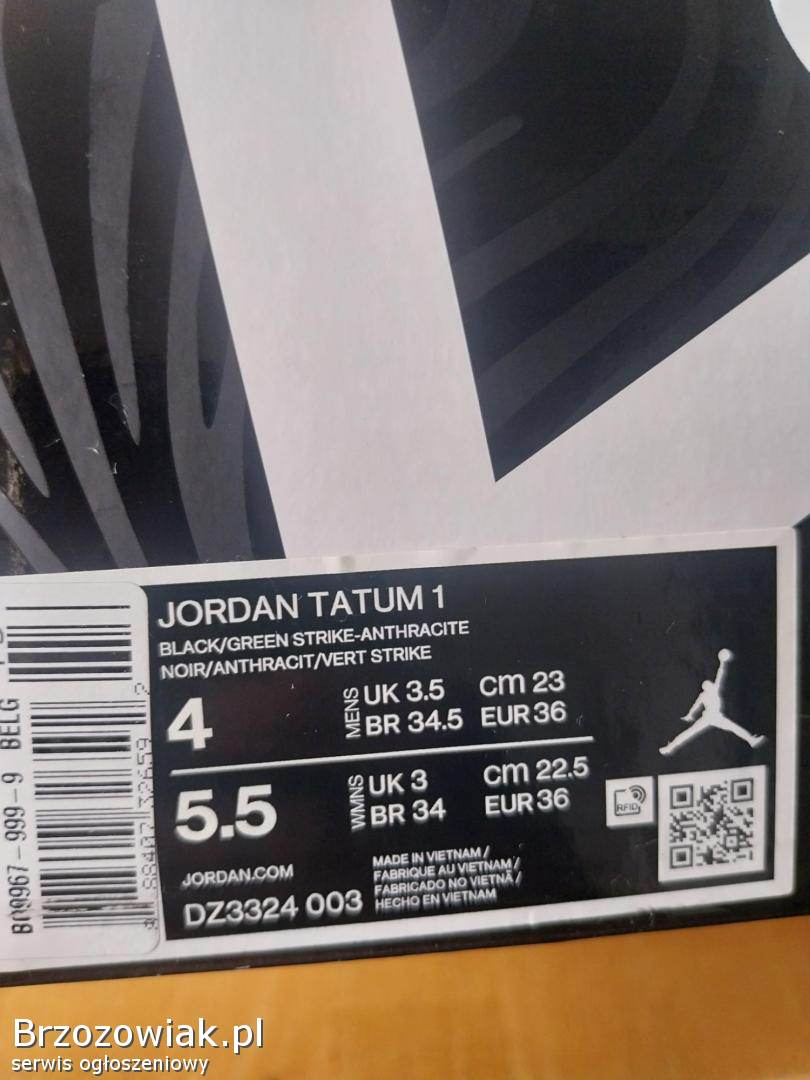 JORDAN TATUM 1
BLACK/GREEN STRIKE-ANTHRACITE
NOIR/ANTHRACIT/VERT STRIKE
4
MENS
UK 3.5 cm 23
BR 34.5 EUR 36
5.5
WMNS
UK 3 cm 22.5
BR 34 EUR 36
RFID
JORDAN.COM
DZ3324 003
MADE IN VIETNAM /
FABRIQUE AU VIETNAM /
FABRICADO NO VIETNÃ /
HECHO EN VIETNAM
B09967-999-9 BELG
Brzozowiak.pl
serwis ogłoszeniowy